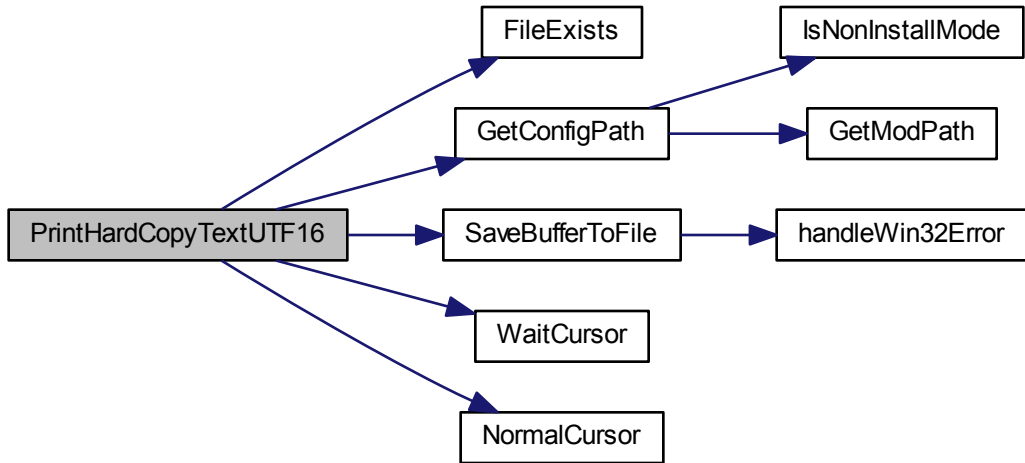 FileExists
IsNonInstallMode
GetConfigPath
GetModPath
PrintHardCopyTextUTF16
SaveBufferToFile
handleWin32Error
WaitCursor
NormalCursor